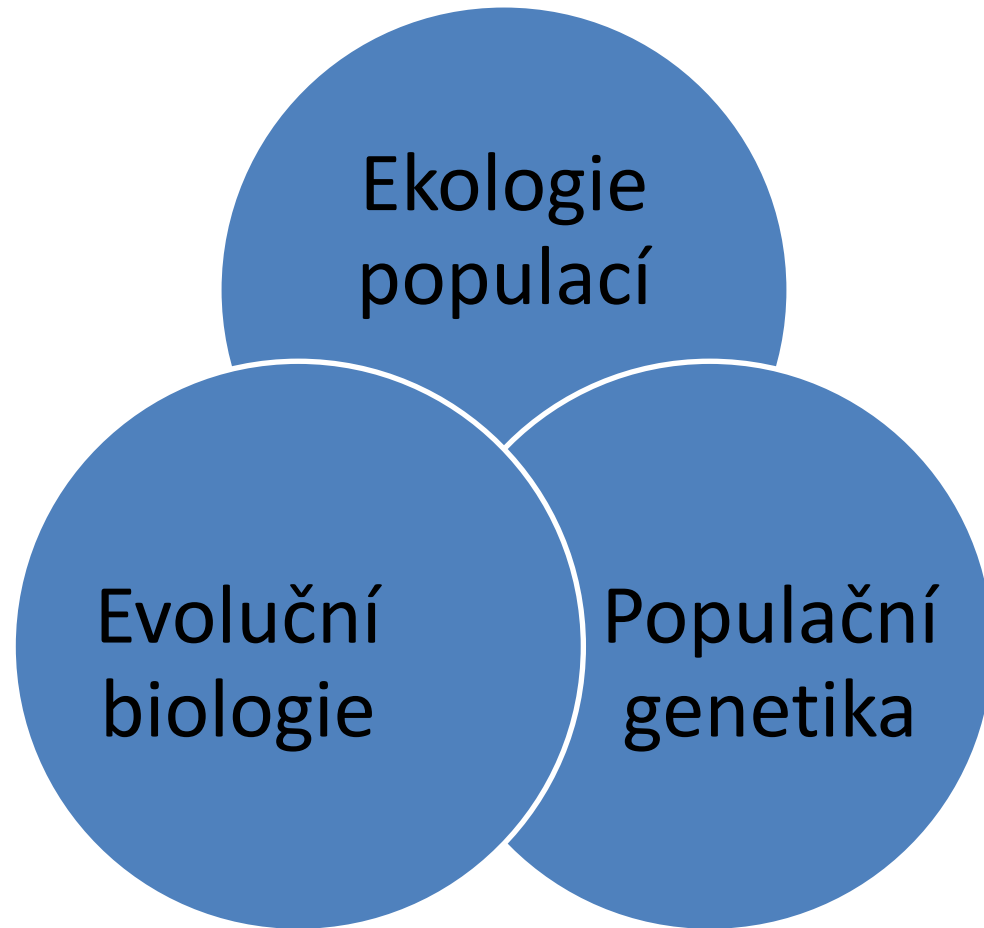 Ekologie
populací
Evoluční
biologie
Populační
genetika